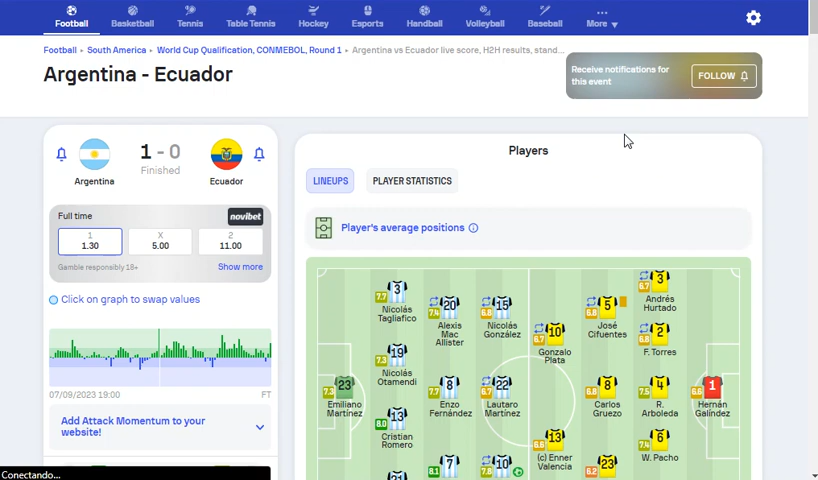 Football
Basketball
Tennis
Table Tennis
Hockey
Esports
Handball
Volleyball
Baseball
More
Football
South America
World Cup Qualification, CONMEBOL, Round 1
Argentina vs Ecuador live score, H2H results, stand...
Argentina - Ecuador
Receive notifications for
this event
FOLLOW
1 - 0
Finished
Argentina
Ecuador
Full time
novibet
1
1.30
X
5.00
2
11.00
Gamble responsibly 18+
Show more
Click on graph to swap values
07/09/2023 19:00
FT
Add Attack Momentum to your
website!
Conectando...
Players
LINEUPS
PLAYER STATISTICS
Player's average positions
23
7.3
Emiliano
Martínez
3
7.7
Nicolás
Tagliafico
19
7.3
Nicolás
Otamendi
13
8.0
Cristian
Romero
20
7.4
Alexis
Mac
Allister
8
7.7
Enzo
Fernández
7
8.1
15
6.8
Nicolás
González
22
6.7
Lautaro
Martínez
10
7.8
10
6.7
Gonzalo
Plata
13
6.6
(c) Enner
Valencia
5
6.8
José
Cifuentes
8
6.8
Carlos
Gruezo
23
6.2
3
6.7
Andrés
Hurtado
2
6.8
F. Torres
4
7.5
R.
Arboleda
6
7.4
W. Pacho
1
6.6
Hernán
Galíndez